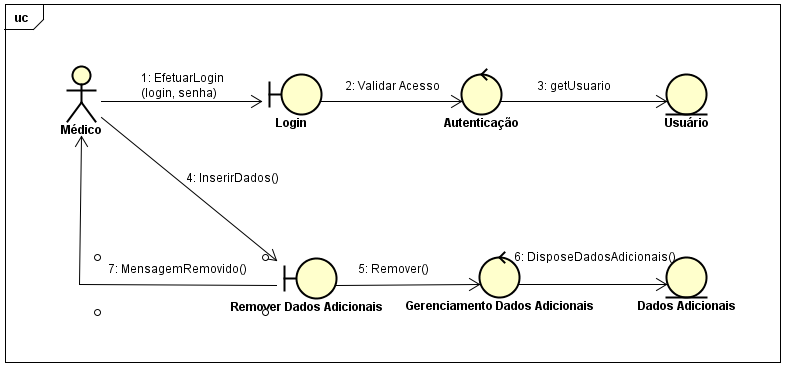 uc
1: EfetuarLogin
(login, senha)
2: Validar Acesso
3: getUsuario
Médico
Login
Autenticação
Usuário
4: InserirDados()
7: MensagemRemovido()
5: Remover()
6: DisposeDadosAdicionais()
Remover Dados Adicionais
Gerenciamento Dados Adicionais
Dados Adicionais